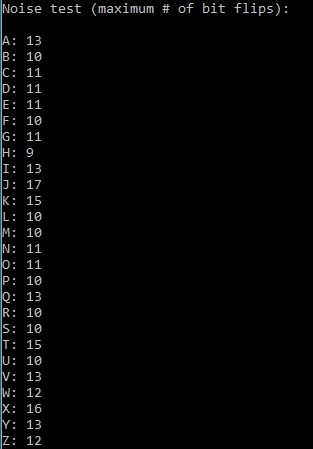 Noise test (maximum # of bit flips):
A: 13
B: 10
C: 11
D: 11
E: 11
F: 10
G: 11
H: 9
I: 13
J: 17
K: 15
L: 10
M: 10
N: 11
O: 11
P: 10
Q: 13
R: 10
S: 10
T: 15
U: 10
V: 13
W: 12
X: 16
Y: 13
Z: 12